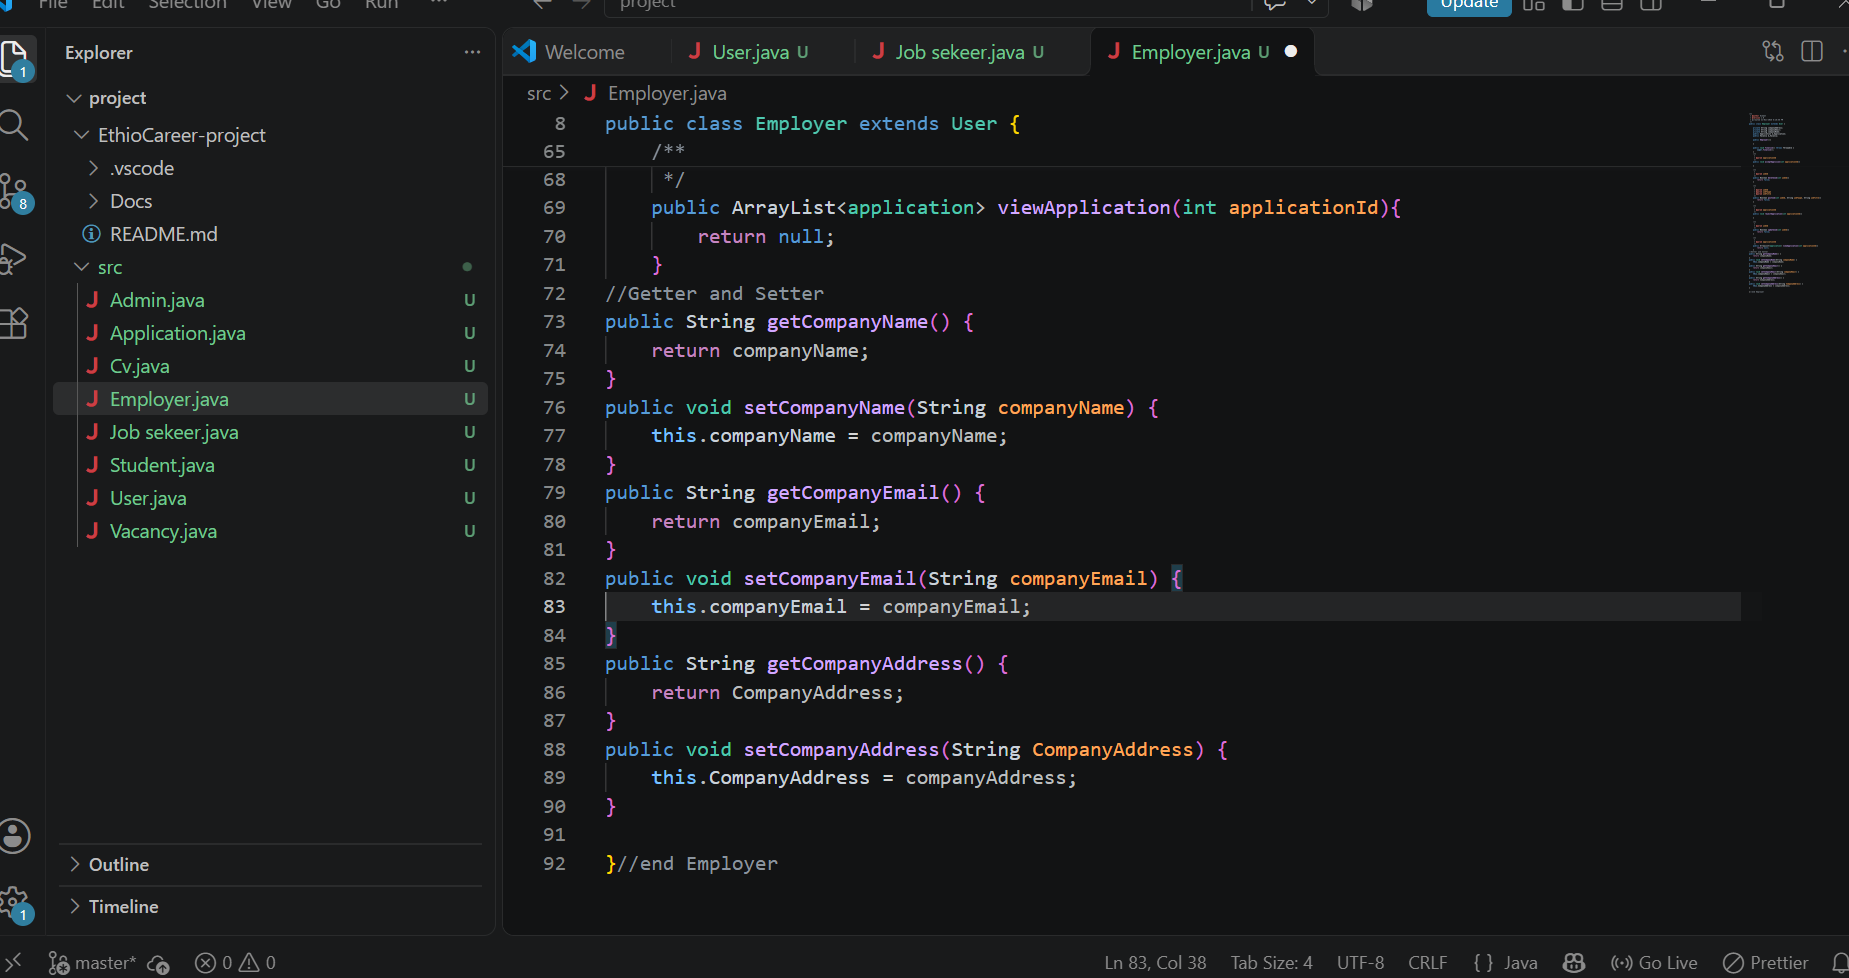 File Edit Selection View Go Run ···
project
Update
Explorer ···
Welcome
J User.java U
J Job sekeer.java U
J Employer.java U
1
8
project
EthioCareer-project
.vscode
Docs
README.md
src
J Admin.java U
J Application.java U
J Cv.java U
J Employer.java U
J Job sekeer.java U
J Student.java U
J User.java U
J Vacancy.java U
Outline
Timeline
1
src > J Employer.java
8 public class Employer extends User {
65 /**
68 */
69 public ArrayList<application> viewApplication(int applicationId){
70 return null;
71 }
72 //Getter and Setter
73 public String getCompanyName() {
74 return companyName;
75 }
76 public void setCompanyName(String companyName) {
77 this.companyName = companyName;
78 }
79 public String getCompanyEmail() {
80 return companyEmail;
81 }
82 public void setCompanyEmail(String companyEmail) {
83 this.companyEmail = companyEmail;
84 }
85 public String getCompanyAddress() {
86 return CompanyAddress;
87 }
88 public void setCompanyAddress(String CompanyAddress) {
89 this.CompanyAddress = companyAddress;
90 }
91
92 }//end Employer
master* 0 0 Ln 83, Col 38 Tab Size: 4 UTF-8 CRLF { } Java Go Live Prettier